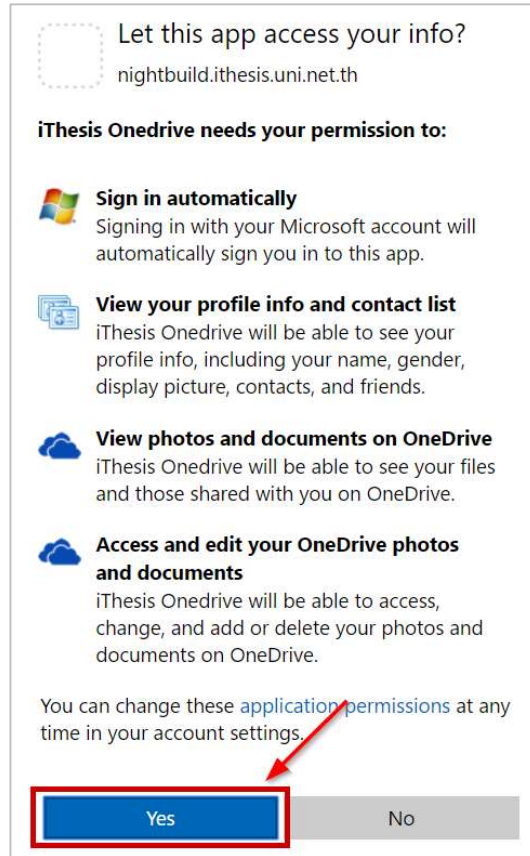 Let this app access your info?
nightbuild.ithesis.uni.net.th
iThesis Onedrive needs your permission to:
Sign in automatically
Signing in with your Microsoft account will
automatically sign you in to this app.
View your profile info and contact list
iThesis Onedrive will be able to see your
profile info, including your name, gender,
display picture, contacts, and friends.
View photos and documents on OneDrive
iThesis Onedrive will be able to see your files
and those shared with you on OneDrive.
Access and edit your OneDrive photos
and documents
iThesis Onedrive will be able to access,
change, and add or delete your photos and
documents on OneDrive.
You can change these application permissions at any
time in your account settings.
Yes
No